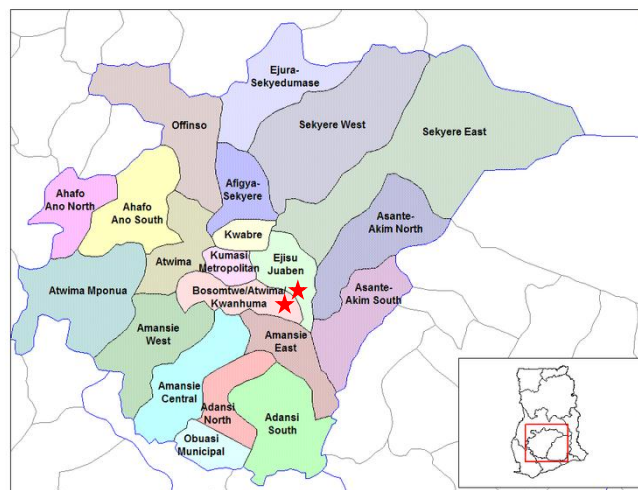 Ejura-
Sekyedumase
Offinso
Sekyere West
Sekyere East
Afigya-
Sekyere
Ahafo
Ano North
Ahafo
Ano South
Asante-
Akim North
Kwabre
Atwima
Kumasi
Metropolitan
Ejisu
Juaben
Asante-
Akim South
Atwima Mponua
Bosomtwe/Atwima/
Kwanhuma
Amansie
West
Amansie
East
Amansie
Central
Adansi
North
Adansi
South
Obuasi
Municipal